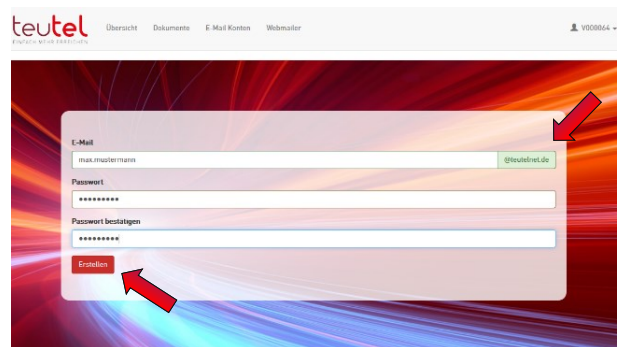 teutel
EINFACH MEHR ERREICHEN
Übersicht Dokumente E-Mail Konten Webmailer V000064
E-Mail
max.mustermann @teutelnet.de
Passwort
•••••••••
Passwort bestätigen
•••••••••
Erstellen